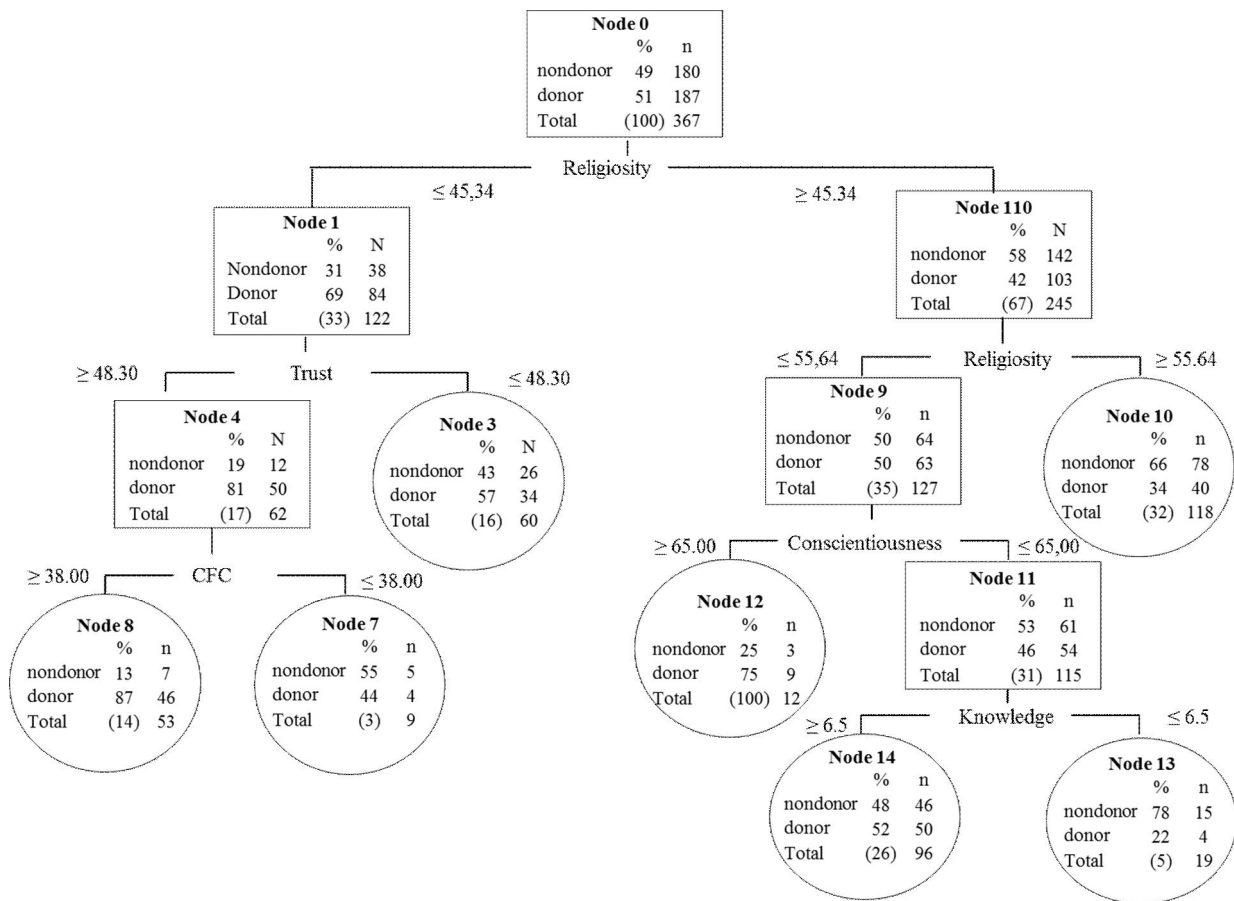 Node 0
% n
nondonor 49 180
donor 51 187
Total (100) 367
Religiosity
≤ 45,34
≥ 45.34
Node 1
% N
Nondonor 31 38
Donor 69 84
Total (33) 122
Node 110
% N
nondonor 58 142
donor 42 103
Total (67) 245
≥ 48.30
Trust
≤ 48.30
≤ 55,64
Religiosity
≥ 55.64
Node 4
% N
nondonor 19 12
donor 81 50
Total (17) 62
Node 3
% N
nondonor 43 26
donor 57 34
Total (16) 60
Node 9
% n
nondonor 50 64
donor 50 63
Total (35) 127
Node 10
% n
nondonor 66 78
donor 34 40
Total (32) 118
≥ 38.00
CFC
≤ 38.00
≥ 65.00
Conscientiousness
≤ 65,00
Node 8
% n
nondonor 13 7
donor 87 46
Total (14) 53
Node 7
% n
nondonor 55 5
donor 44 4
Total (3) 9
Node 12
% n
nondonor 25 3
donor 75 9
Total (100) 12
Node 11
% n
nondonor 53 61
donor 46 54
Total (31) 115
≥ 6.5
Knowledge
≤ 6.5
Node 14
% n
nondonor 48 46
donor 52 50
Total (26) 96
Node 13
% n
nondonor 78 15
donor 22 4
Total (5) 19